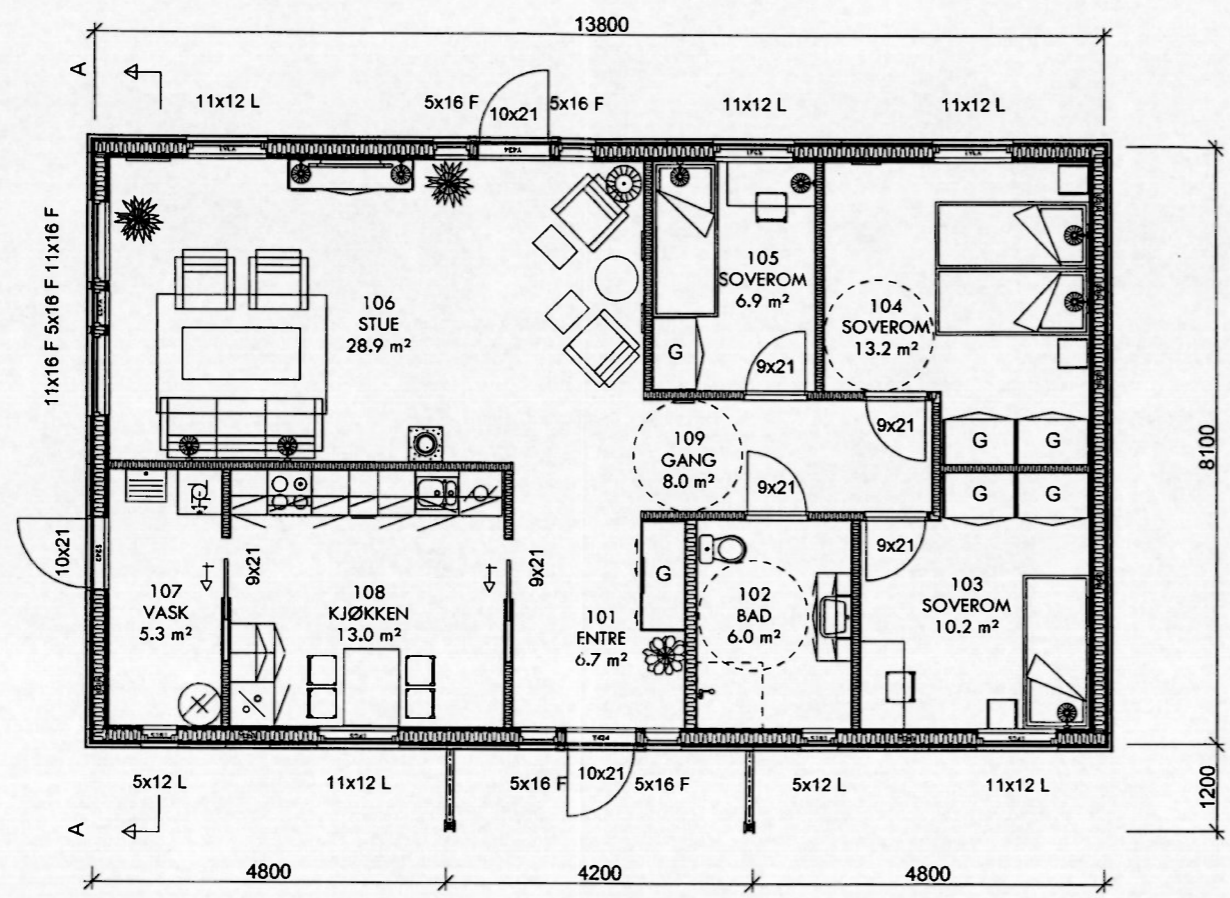 13800
A
11x12 L
5x16 F
10x21
5x16 F
11x12 L
11x12 L
11x16 F 5x16 F 11x16 F
106
STUE
28.9 m²
105
SOVEROM
6.9 m²
104
SOVEROM
13.2 m²
G
9x21
9x21
109
GANG
8.0 m²
G
G
8100
9x21
G
G
10x21
9x21
9x21
9x21
107
VASK
5.3 m²
108
KJØKKEN
13.0 m²
101
ENTRE
6.7 m²
G
102
BAD
6.0 m²
103
SOVEROM
10.2 m²
5x12 L
11x12 L
5x16 F
10x21
5x16 F
5x12 L
11x12 L
1200
A
4800
4200
4800